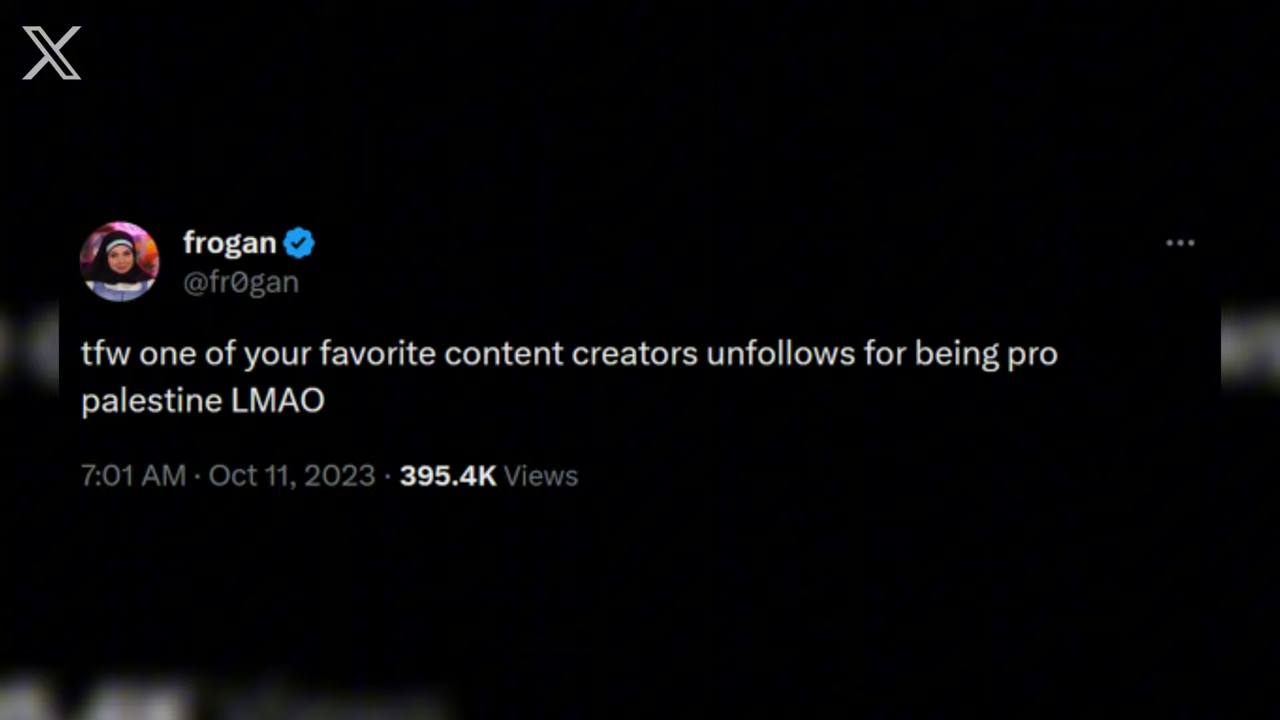 frogan
@fr0gan
tfw one of your favorite content creators unfollows for being pro
palestine LMAO
7:01 AM · Oct 11, 2023 · 395.4K Views